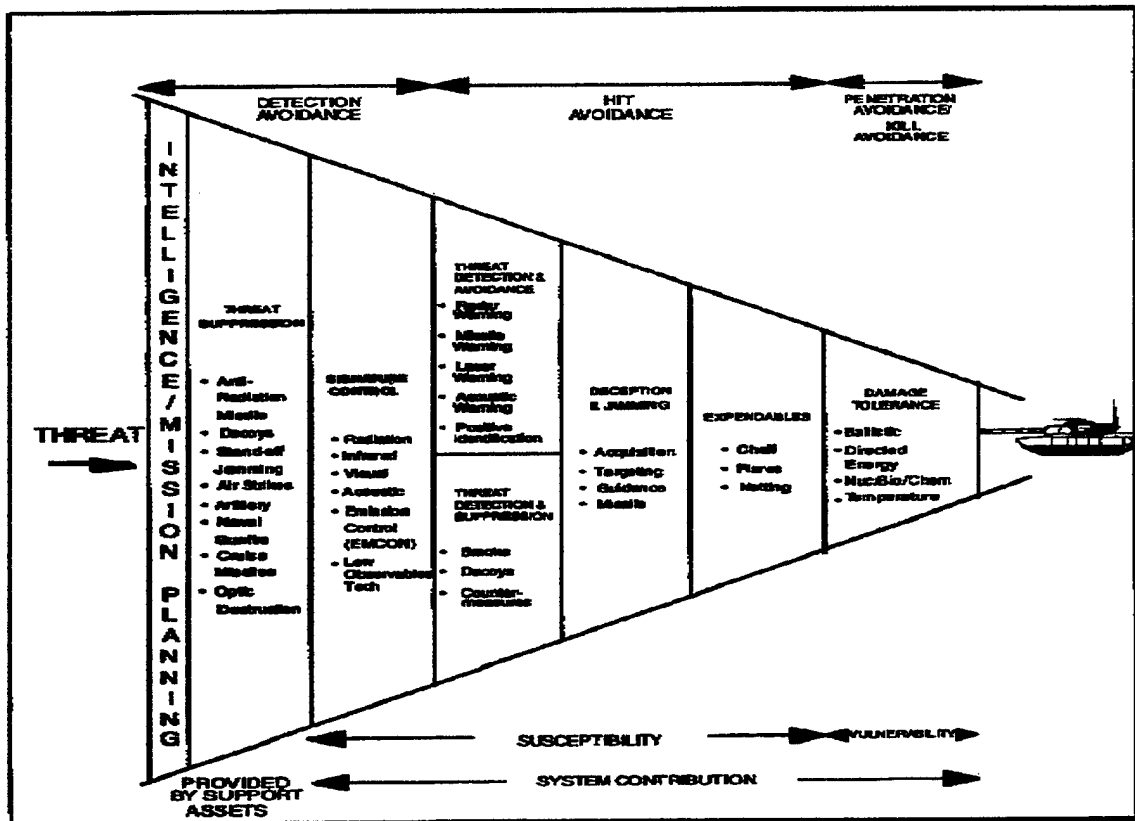 DETECTION
AVOIDANCE
HIT
AVOIDANCE
PENETRATION
AVOIDANCE/
KILL
AVOIDANCE
THREAT
INTELLIGENCE/MISSION PLANNING
THREAT
SUPPRESSION
• Anti-
Radiation
Missile
• Decoys
• Stand-off
Jamming
• Air Strikes
• Artillery
• Naval
Gunfire
• Cruise
Missiles
• Optic
Destruction
SIGNATURE
CONTROL
• Radiation
• Infrared
• Visual
• Acoustic
• Emission
Control
(EMCON)
• Low
Observables
Tech
THREAT
DETECTION &
AVOIDANCE
• Radar
Warning
• Missile
Warning
• Laser
Warning
• Acoustic
Warning
• Positive
Identification
THREAT
DETECTION &
SUPPRESSION
• Smoke
• Decoys
• Counter-
measures
DECEPTION
& JAMMING
• Acquisition
• Targeting
• Guidance
• Missile
EXPENDABLES
• Chaff
• Flares
• Netting
DAMAGE
TOLERANCE
• Ballistic
• Directed
Energy
• Nuc/Bio/Chem
• Temperature
SUSCEPTIBILITY
VULNERABILITY
PROVIDED
BY SUPPORT
ASSETS
SYSTEM CONTRIBUTION